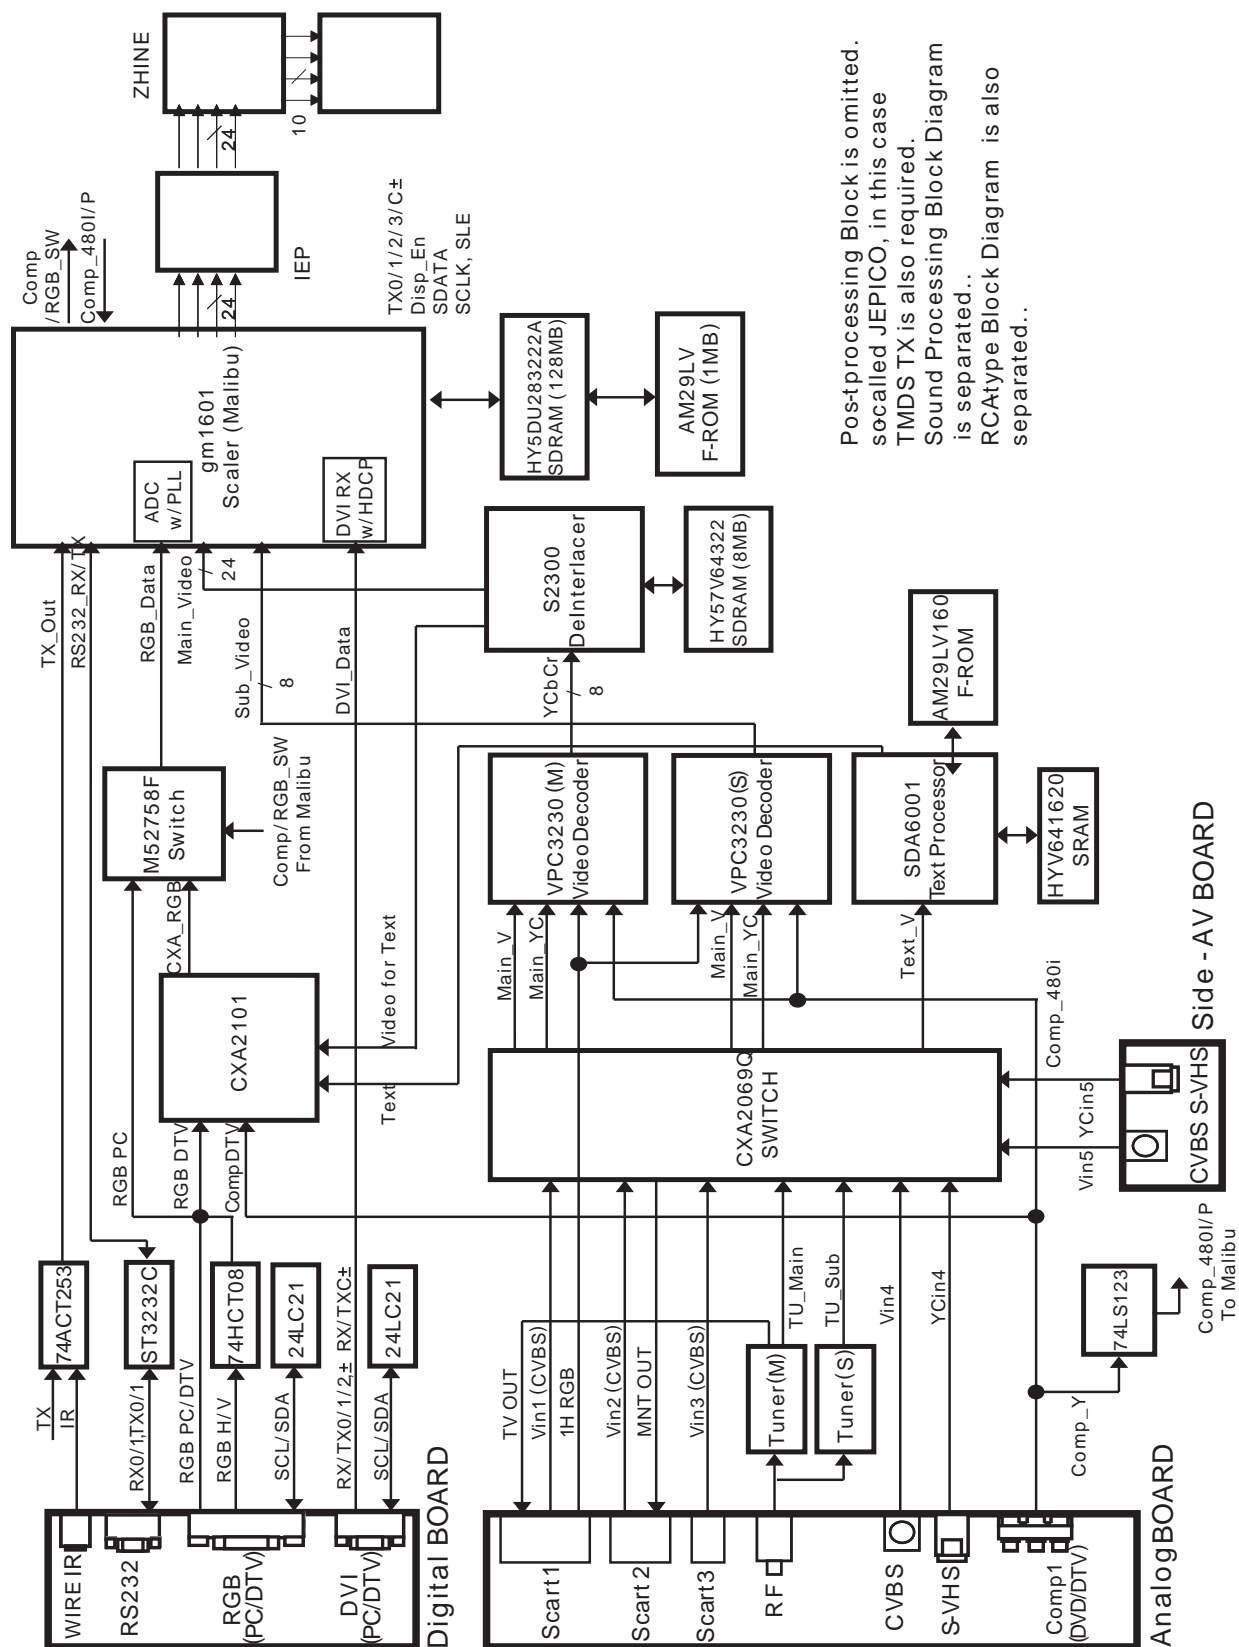 WIRE IR
RS232
RGB
(PC/DTV)
DVI
(PC/DTV)
Digital BOARD
TX
IR
RX0/1,TX0/1
RGB PC/DTV
RGB H/V
SCL/SDA
RX/TX0/1/2,± RX/TXC±
SCL/SDA
74ACT253
ST3232C
74HCT08
24LC21
24LC21
RGB PC
RGB DTV
CompDTV
CXA2101
Text
Video for Text
CXA_RGB
M52758F
Switch
Comp/RGB_SW
From Malibu
TX_Out
RS232_RX/TX
RGB_Data
Main_Video
24
Sub_Video
8
DVI_Data
ADC
w/PLL
gm1601
Scaler (Malibu)
DVI RX
w/HDCP
Comp
/RGB_SW
Comp_480I/P
24
IEP
24
ZHINE
10
TX0/1/2/3/C±
Disp_En
SDATA
SCLK, SLE
HY5DU283222A
SDRAM (128MB)
AM29LV
F-ROM (1MB)
S2300
DeInterlacer
HY57V64322
SDRAM (8MB)
YCbCr
8
VPC3230 (M)
Video Decoder
VPC3230 (S)
Video Decoder
SDA6001
Text Processor
AM29LV160
F-ROM
HYV641620
SRAM
Main_V
Main_YC
Main_V
Main_YC
Text_V
CXA2069Q
SWITCH
Comp_480i
Vin5
YCin5
CVBS S-VHS
Side - AV BOARD
TV OUT
Vin1 (CVBS)
1H RGB
Vin2 (CVBS)
MNT OUT
Vin3 (CVBS)
TU_Main
TU_Sub
Vin4
YCin4
Tuner(M)
Tuner(S)
Comp_Y
74LS123
Comp_480I/P
To Malibu
Scart1
Scart 2
Scart3
RF
CVBS
S-VHS
Comp1
(DVD/DTV)
AnalogBOARD
Pos-tprocessing Block is omitted.
so-called JEPICO, in this case
TMDS TX is also required.
Sound Processing Block Diagram
is separated..
RCAtype Block Diagram is also
separated..